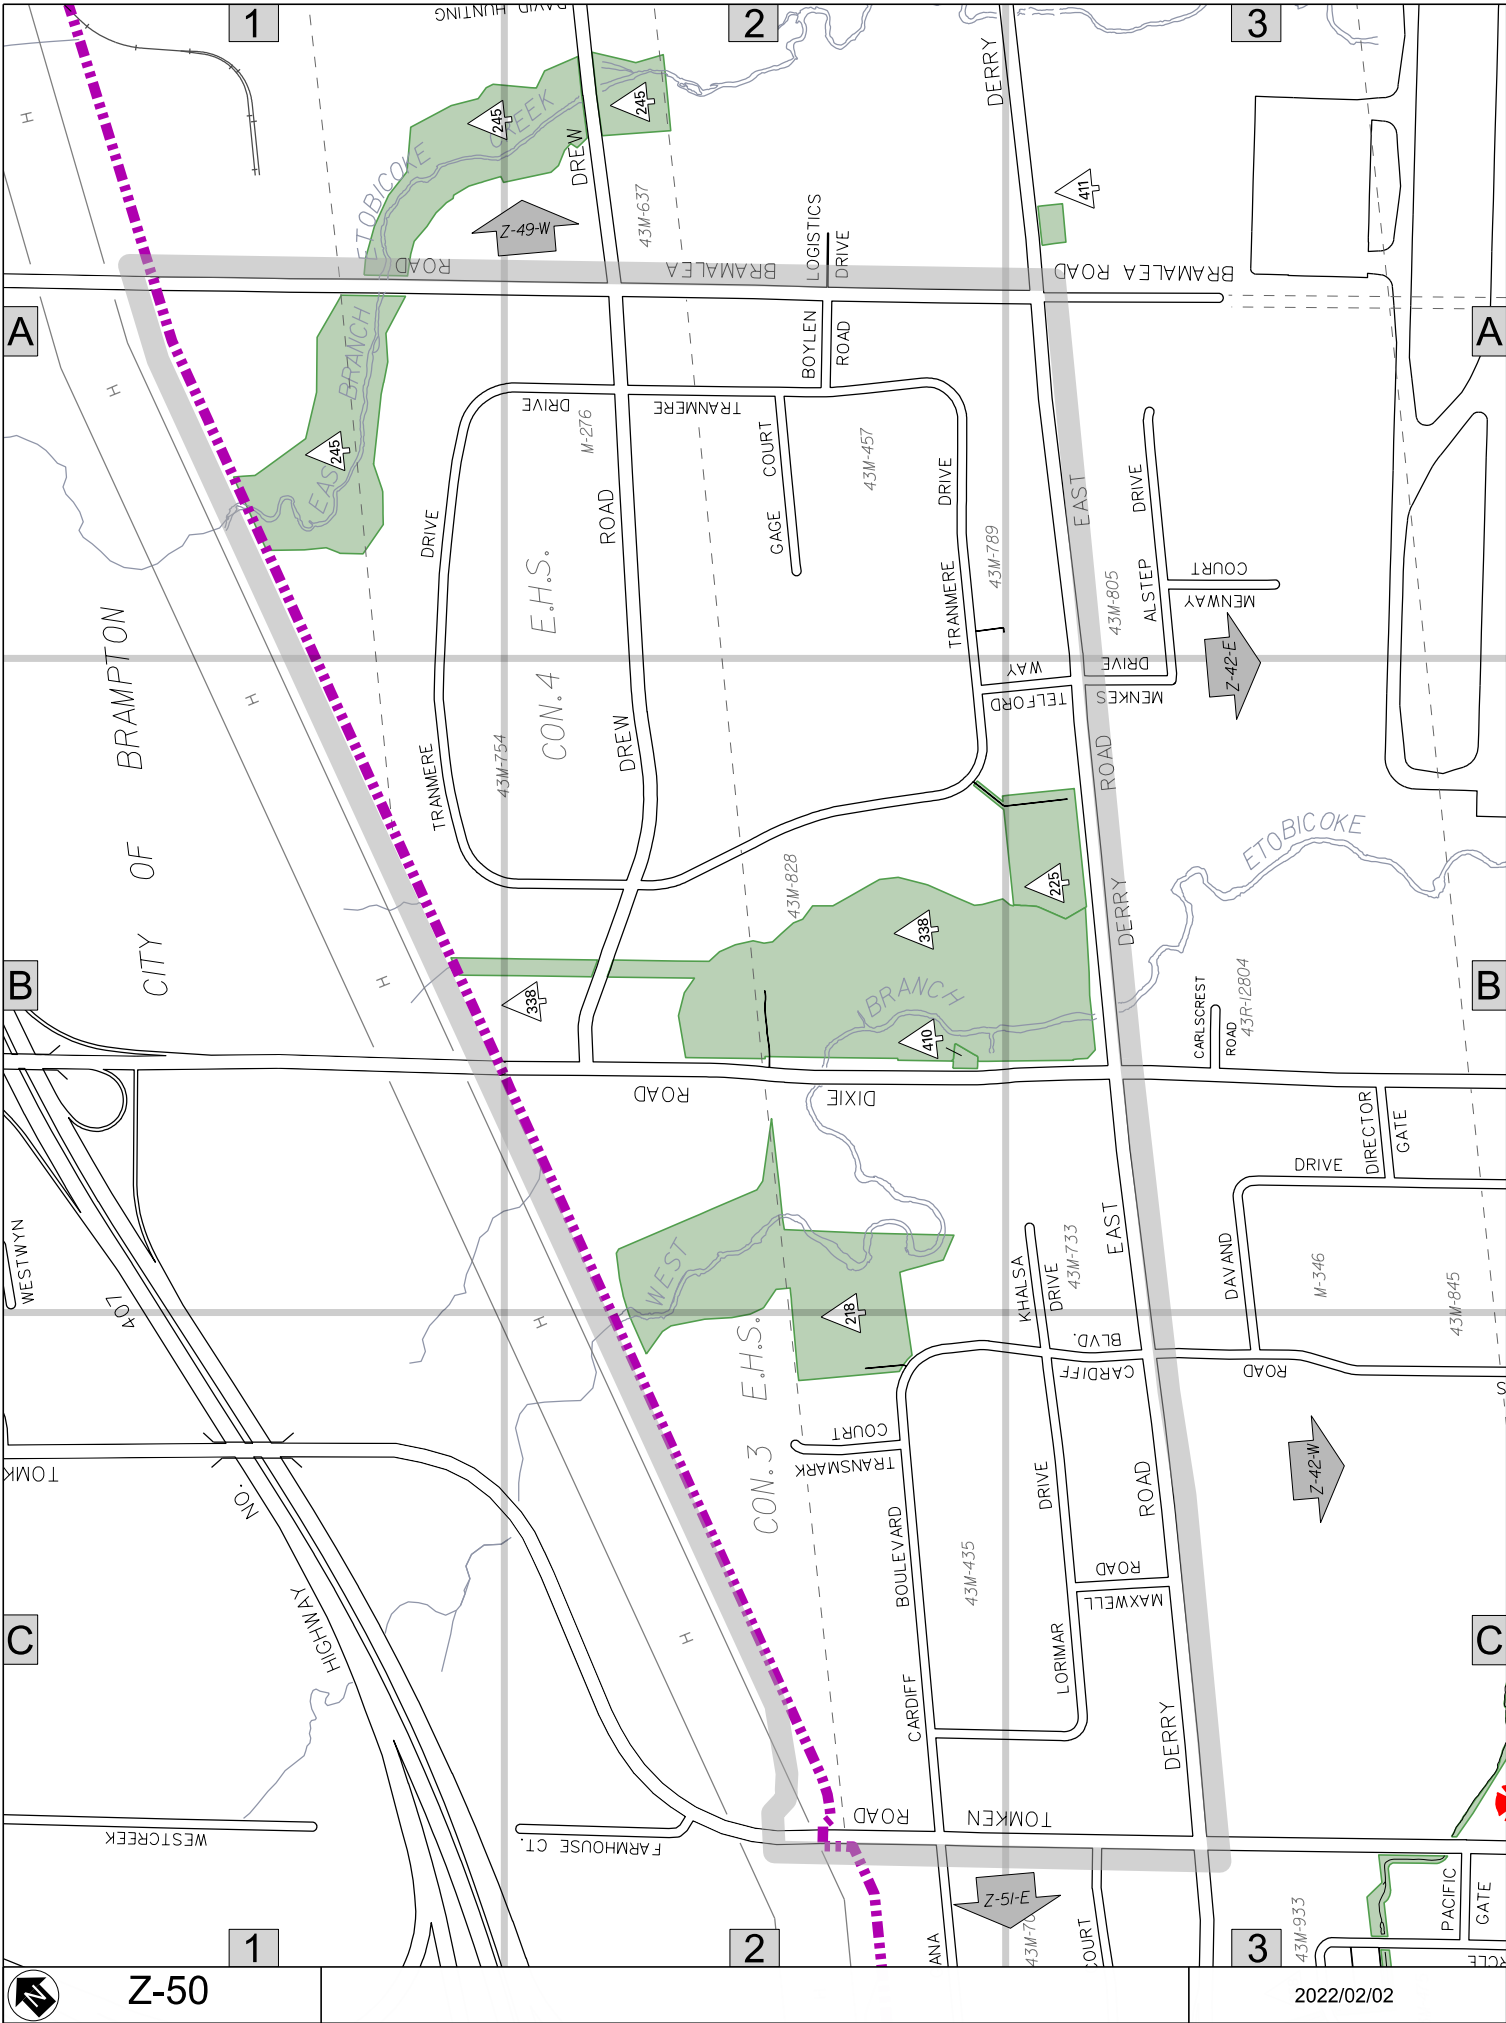 1
2
3
DAVID HUNTING
DERRY
ETOBICOKE
CREEK
245
245
DREW
43M-637
411
Z-49-W
LOGISTICS
DRIVE
ROAD
BRAMALEA
BRAMALEA ROAD
H
A
A
BRANCH
BOYLEN
ROAD
H
DRIVE
TRANMERE
M-276
GAGE COURT
43M-457
245
EAST
DRIVE
ROAD
DRIVE
EAST
DRIVE
43M-789
CON. 4 E.H.S.
TRANMERE
43M-805
ALSTEP
COURT
MENWAY
CITY OF BRAMPTON
WAY
TELFORD
DRIVE
MENKES
Z-42-E
H
DREW
43M-754
TRANMERE
ROAD
ETOBICOKE
43M-828
225
338
DERRY
H
338
B
B
BRANCH
410
CARLSCREST
ROAD
43R-12804
ROAD
DIXIE
DIRECTOR
GATE
DRIVE
WESTWYN
WEST
KHALSA
DRIVE
43M-733
EAST
DAVAND
M-346
43M-845
407
H
218
CON. 3 E.H.S.
BLVD.
CARDIFF
ROAD
S
TOMK
COURT
TRANSMARK
NO.
DRIVE
ROAD
Z-42-W
BOULEVARD
43M-435
ROAD
MAXWELL
HIGHWAY
C
C
H
LORIMAR
CARDIFF
DERRY
ROAD
TOMKEN
WESTCREEK
FARMHOUSE CT.
Z-51-E
ANA
43M-70
COURT
43M-933
PACIFIC
GATE
RCLE
1
2
3
N
Z-50
2022/02/02